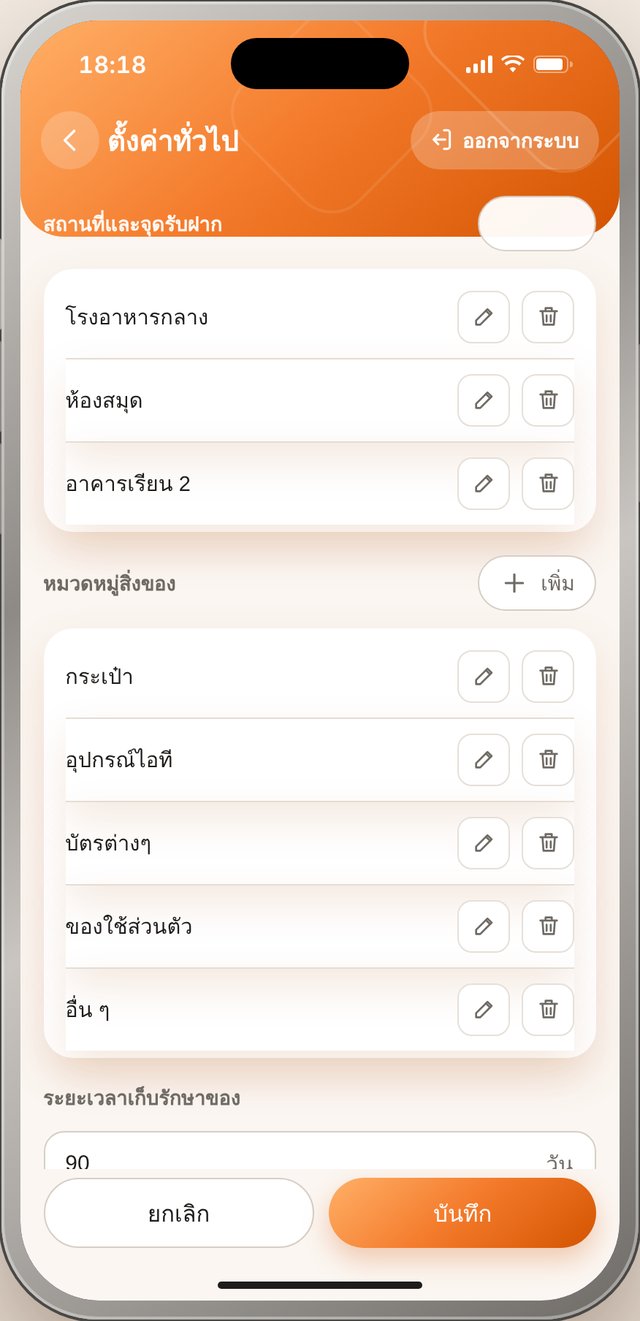 18:18
ตั้งค่าทั่วไป
ออกจากระบบ
สถานที่และจุดรับฝาก
โรงอาหารกลาง
ห้องสมุด
อาคารเรียน 2
หมวดหมู่สิ่งของ
เพิ่ม
กระเป๋า
อุปกรณ์ไอที
บัตรต่างๆ
ของใช้ส่วนตัว
อื่น ๆ
ระยะเวลาเก็บรักษาของ
90 วัน
ยกเลิก
บันทึก